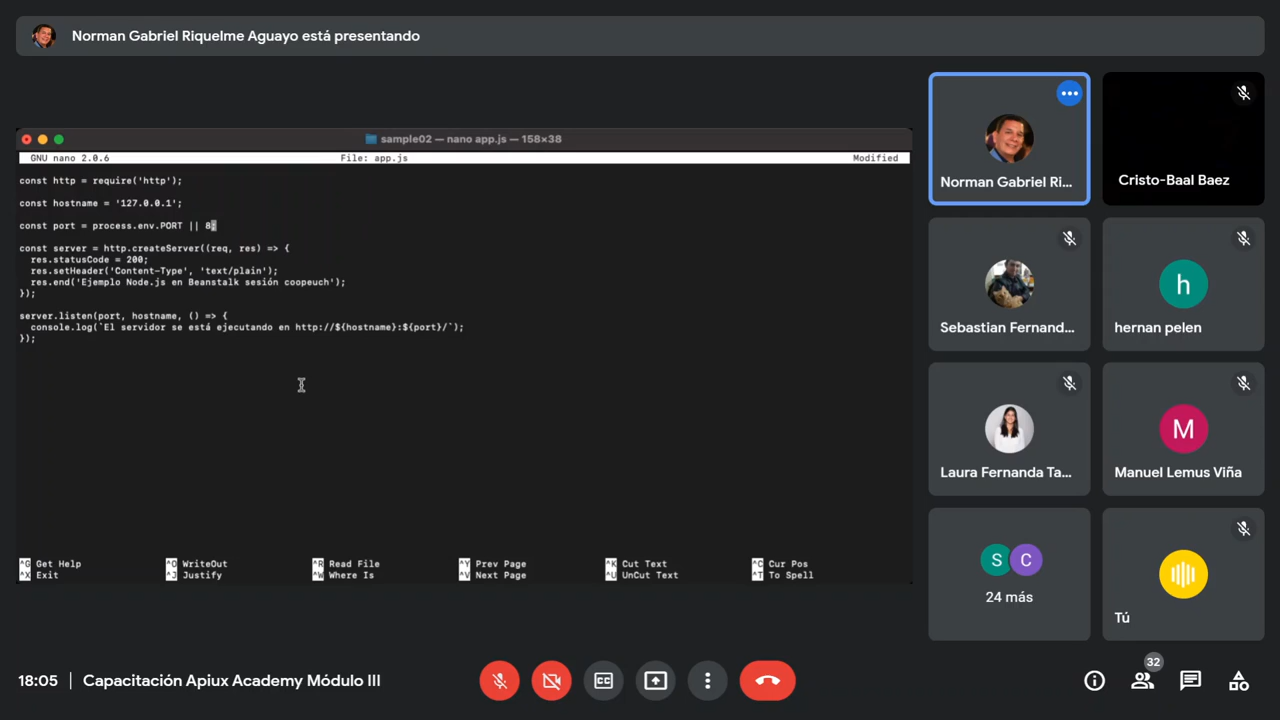 Norman Gabriel Riquelme Aguayo está presentando
sample02 — nano app.js — 158×38
GNU nano 2.0.6 File: app.js Modified
const http = require('http');
const hostname = '127.0.0.1';
const port = process.env.PORT || 8;
const server = http.createServer((req, res) => {
  res.statusCode = 200;
  res.setHeader('Content-Type', 'text/plain');
  res.end('Ejemplo Node.js en Beanstalk sesión coopeuch');
});
server.listen(port, hostname, () => {
  console.log(`El servidor se está ejecutando en http://${hostname}:${port}/`);
});
^G Get Help ^O WriteOut ^R Read File ^Y Prev Page ^K Cut Text ^C Cur Pos
^X Exit ^J Justify ^W Where Is ^V Next Page ^U UnCut Text ^T To Spell
Norman Gabriel Ri...
Cristo-Baal Baez
Sebastian Fernand...
h
hernan pelen
Laura Fernanda Ta...
M
Manuel Lemus Viña
S C
24 más
Tú
18:05 | Capacitación Apiux Academy Módulo III
32